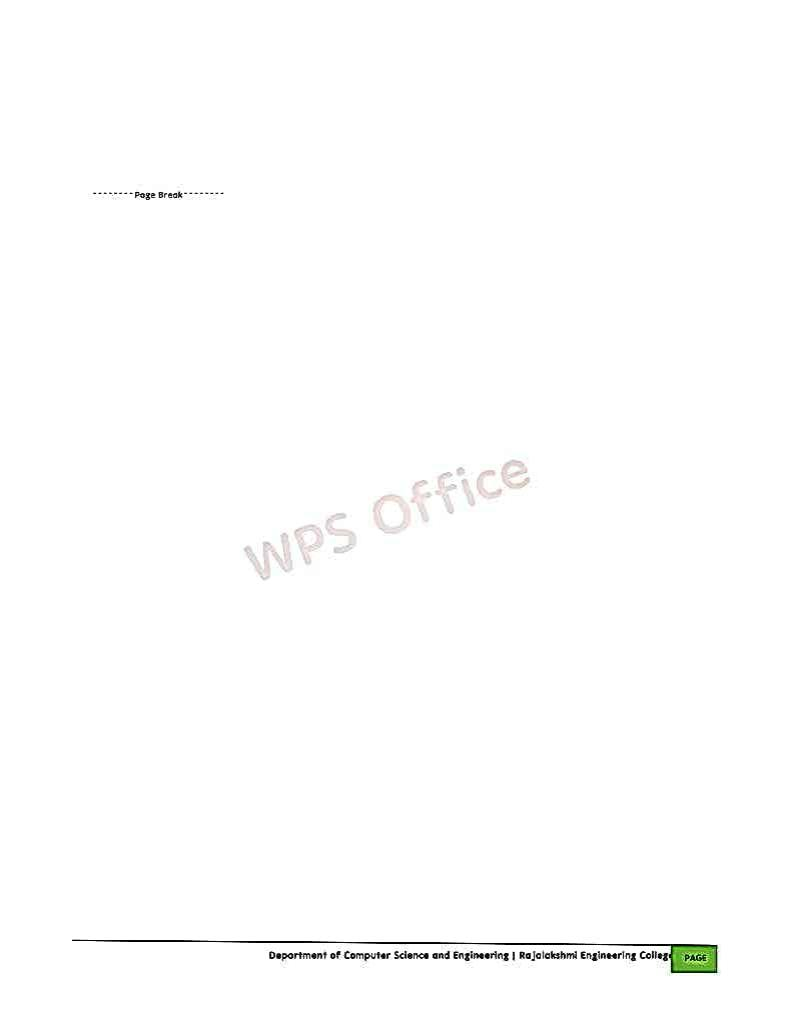 --------Page Break--------
WPS Office
Department of Computer Science and Engineering | Rajalakshmi Engineering College
PAGE